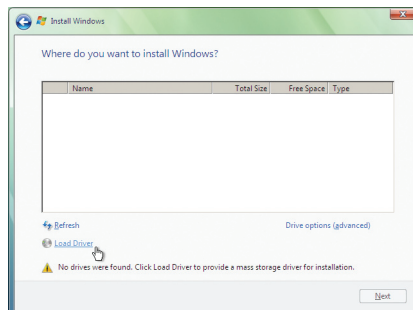 Install Windows
Where do you want to install Windows?
Name Total Size Free Space Type
Refresh Drive options (advanced)
Load Driver
No drives were found. Click Load Driver to provide a mass storage driver for installation.
Next